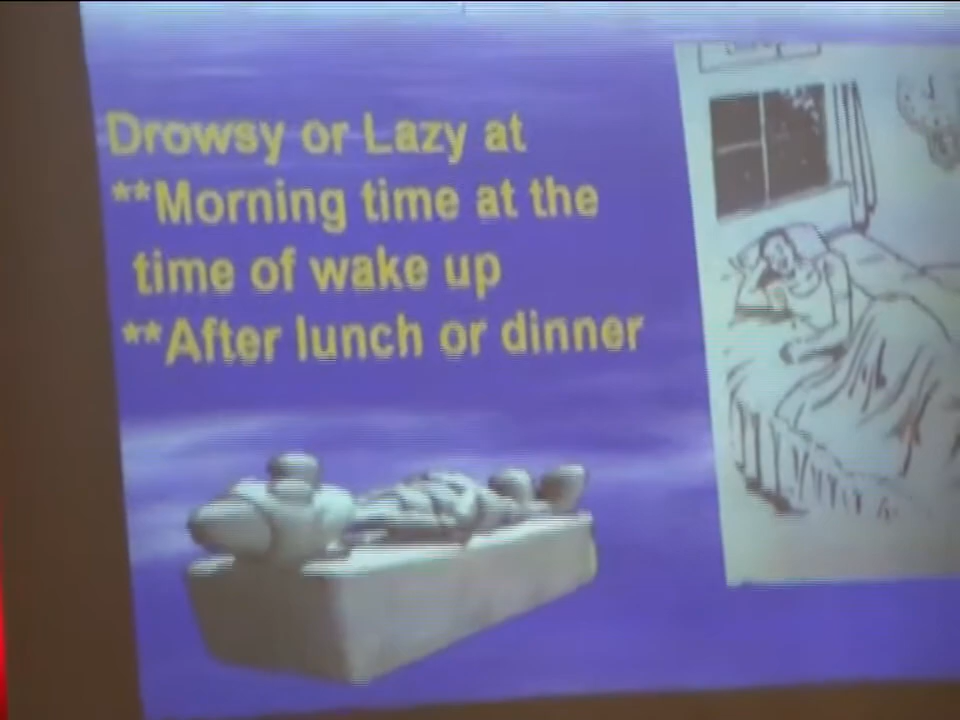 Drowsy or Lazy at
**Morning time at the
time of wake up
**After lunch or dinner